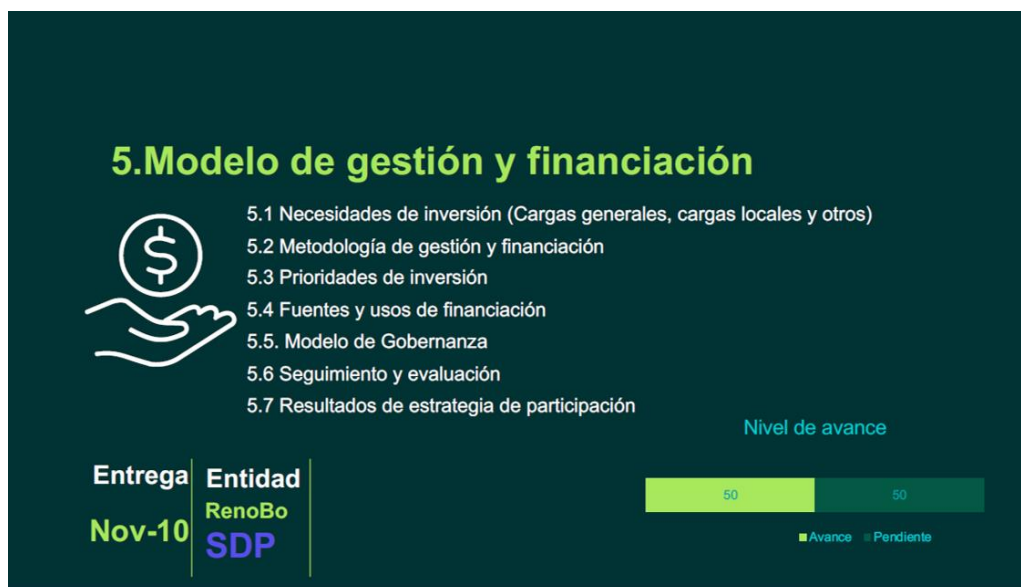 5.Modelo de gestión y financiación
$
5.1 Necesidades de inversión (Cargas generales, cargas locales y otros)
5.2 Metodología de gestión y financiación
5.3 Prioridades de inversión
5.4 Fuentes y usos de financiación
5.5. Modelo de Gobernanza
5.6 Seguimiento y evaluación
5.7 Resultados de estrategia de participación
Entrega
Nov-10
Entidad
RenoBo
SDP
Nivel de avance
50 50
Avance Pendiente